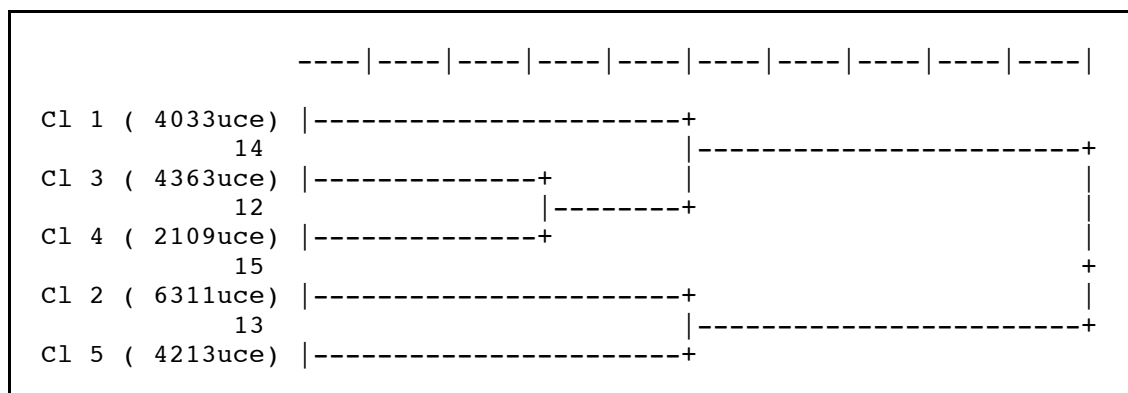 ----|----|----|----|----|----|----|----|----|----|
Cl 1 ( 4033uce) |-----------------------+
14 |------------------------+
Cl 3 ( 4363uce) |--------------+ | |
12 |--------+ |
Cl 4 ( 2109uce) |--------------+ |
15 +
Cl 2 ( 6311uce) |-----------------------+ |
13 |------------------------+
Cl 5 ( 4213uce) |-----------------------+